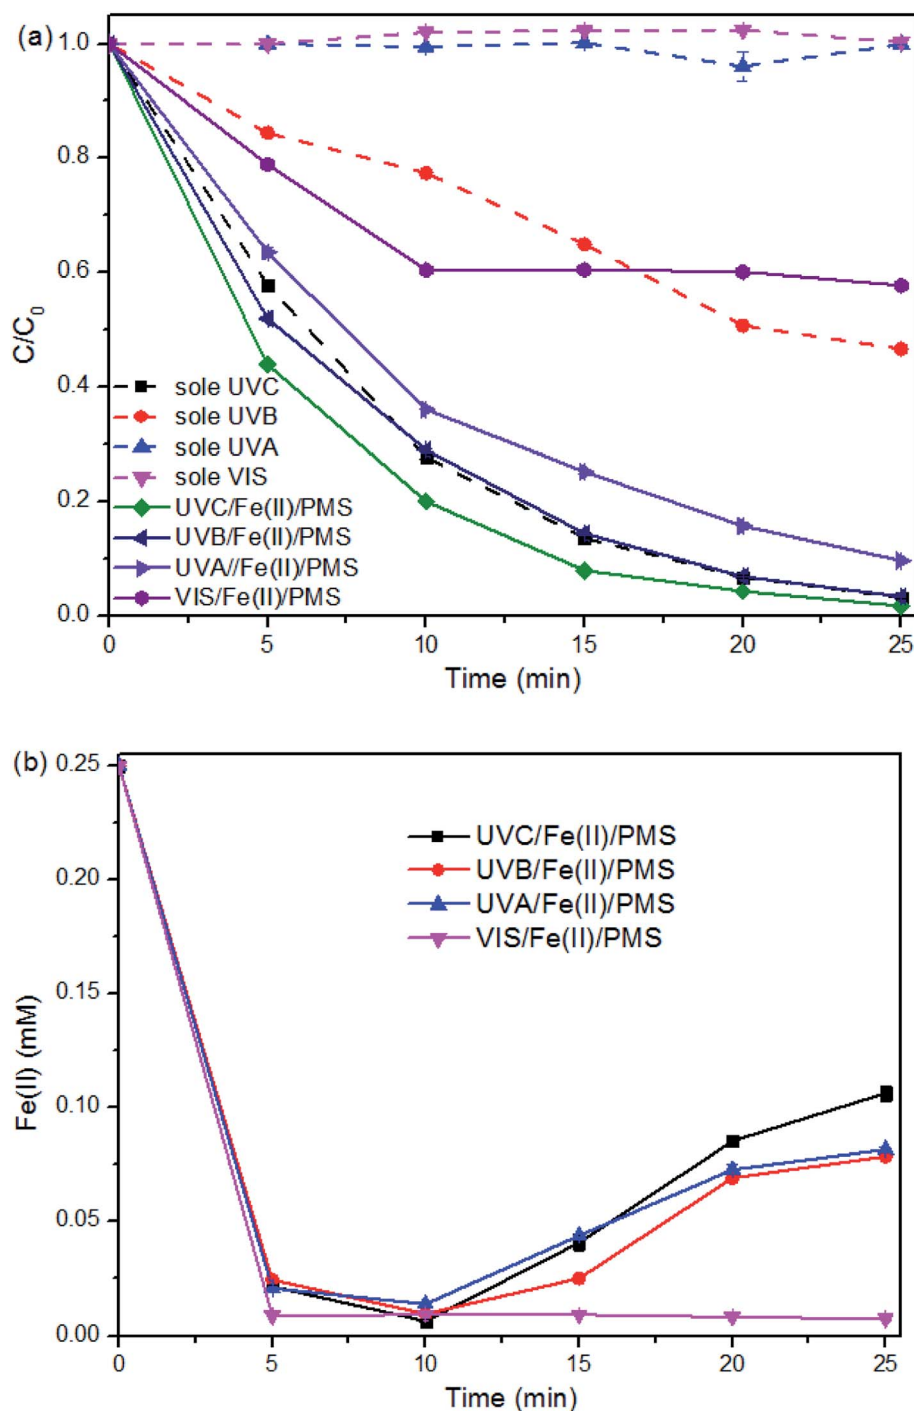 (a)
1.0
0.8
0.6
0.4
0.2
0.0
C/C0
sole UVC
sole UVB
sole UVA
sole VIS
UVC/Fe(II)/PMS
UVB/Fe(II)/PMS
UVA//Fe(II)/PMS
VIS/Fe(II)/PMS
0 5 10 15 20 25
Time (min)
(b)
0.25
0.20
0.15
0.10
0.05
0.00
Fe(II) (mM)
UVC/Fe(II)/PMS
UVB/Fe(II)/PMS
UVA/Fe(II)/PMS
VIS/Fe(II)/PMS
0 5 10 15 20 25
Time (min)